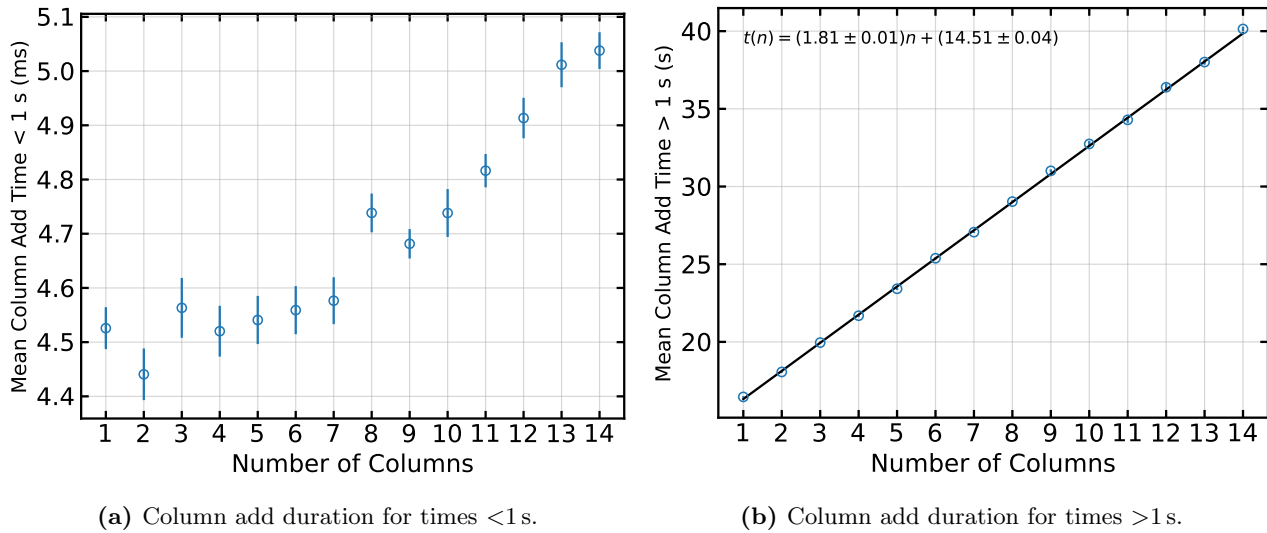 Mean Column Add Time < 1 s (ms)
5.1
5.0
4.9
4.8
4.7
4.6
4.5
4.4
1 2 3 4 5 6 7 8 9 10 11 12 13 14
Number of Columns
(a) Column add duration for times <1 s.
Mean Column Add Time > 1 s (s)
t(n) = (1.81 ± 0.01)n + (14.51 ± 0.04)
40
35
30
25
20
1 2 3 4 5 6 7 8 9 10 11 12 13 14
Number of Columns
(b) Column add duration for times >1 s.